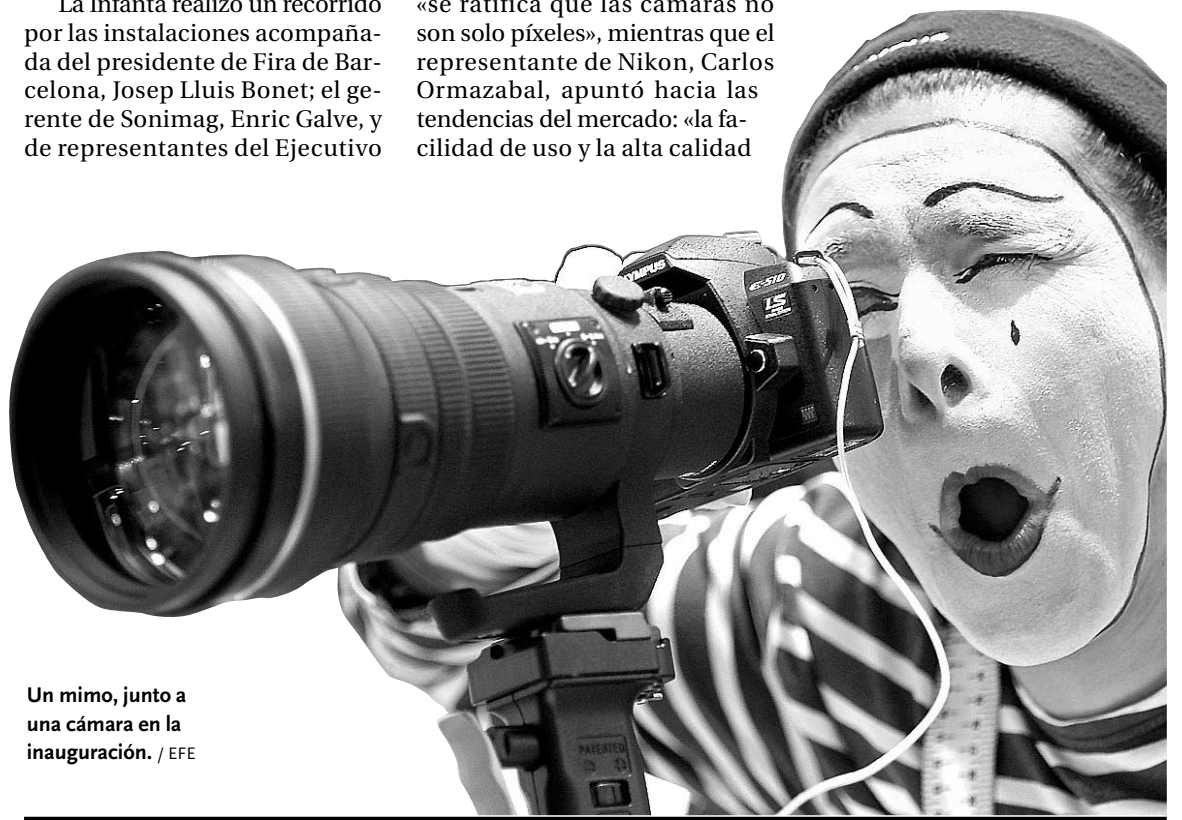 La Infanta realizó un recorrido
por las instalaciones acompaña-
da del presidente de Fira de Bar-
celona, Josep Lluis Bonet; el ge-
rente de Sonimag, Enric Galve, y
de representantes del Ejecutivo
«se ratifica que las cámaras no
son solo píxeles», mientras que el
representante de Nikon, Carlos
Ormazabal, apuntó hacia las
tendencias del mercado: «la fa-
cilidad de uso y la alta calidad
YMPUS
E-510
IS
PATENTED
Un mimo, junto a
una cámara en la
inauguración. / EFE